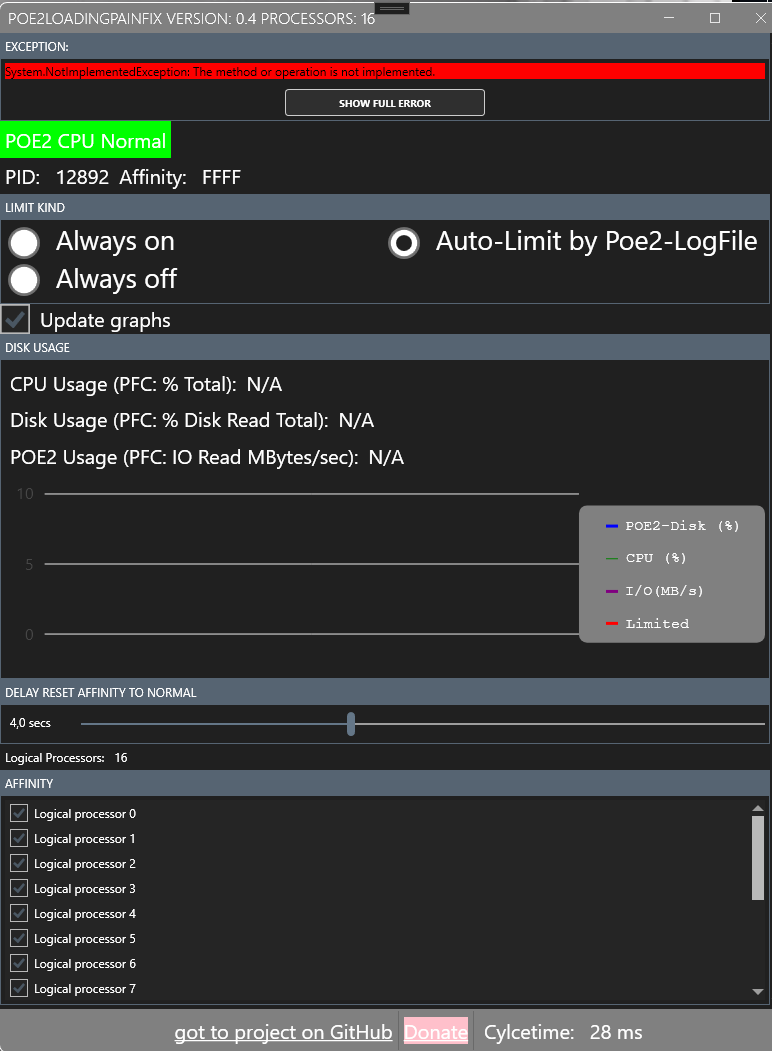 POE2LOADINGPAINFIX VERSION: 0.4 PROCESSORS: 16
EXCEPTION:
System.NotImplementedException: The method or operation is not implemented.
SHOW FULL ERROR
POE2 CPU Normal
PID: 12892 Affinity: FFFF
LIMIT KIND
Always on
Auto-Limit by Poe2-LogFile
Always off
Update graphs
DISK USAGE
CPU Usage (PFC: % Total): N/A
Disk Usage (PFC: % Disk Read Total): N/A
POE2 Usage (PFC: IO Read MBytes/sec): N/A
10
5
0
POE2-Disk (%)
CPU (%)
I/O(MB/s)
Limited
DELAY RESET AFFINITY TO NORMAL
4,0 secs
Logical Processors: 16
AFFINITY
Logical processor 0
Logical processor 1
Logical processor 2
Logical processor 3
Logical processor 4
Logical processor 5
Logical processor 6
Logical processor 7
got to project on GitHub Donate Cylcetime: 28 ms